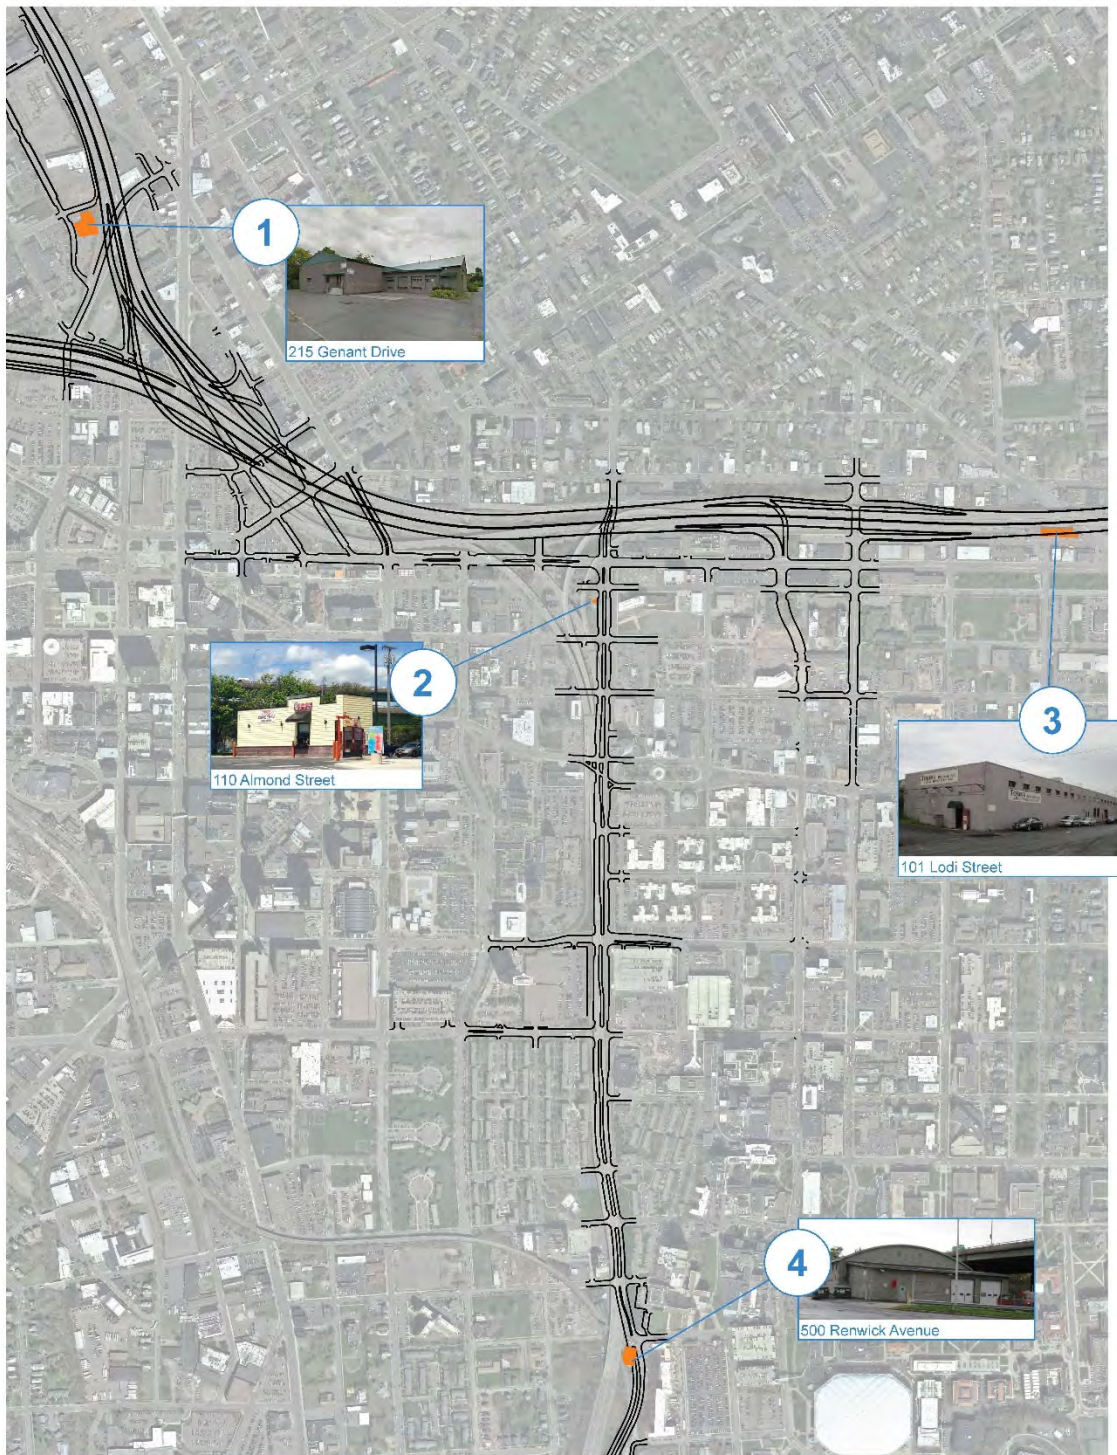 1
215 Genant Drive
2
110 Almond Street
3
101 Lodi Street
4
500 Renwick Avenue